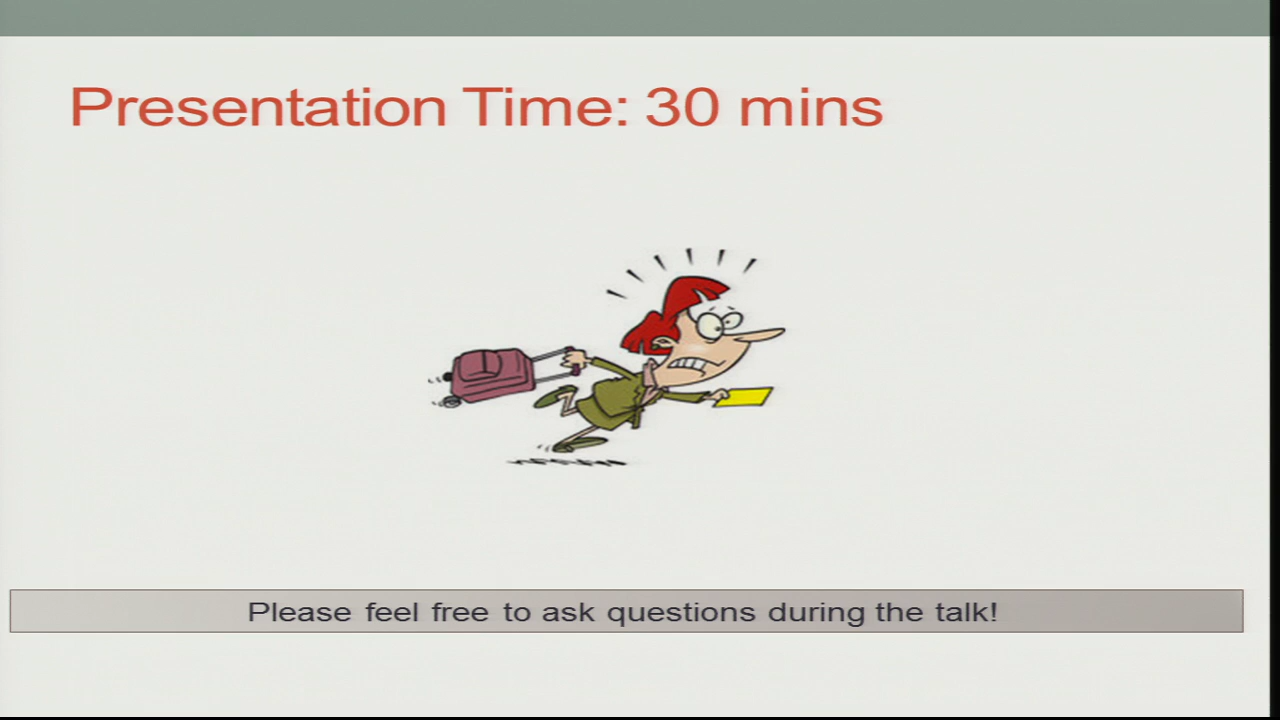 Presentation Time: 30 mins
Please feel free to ask questions during the talk!